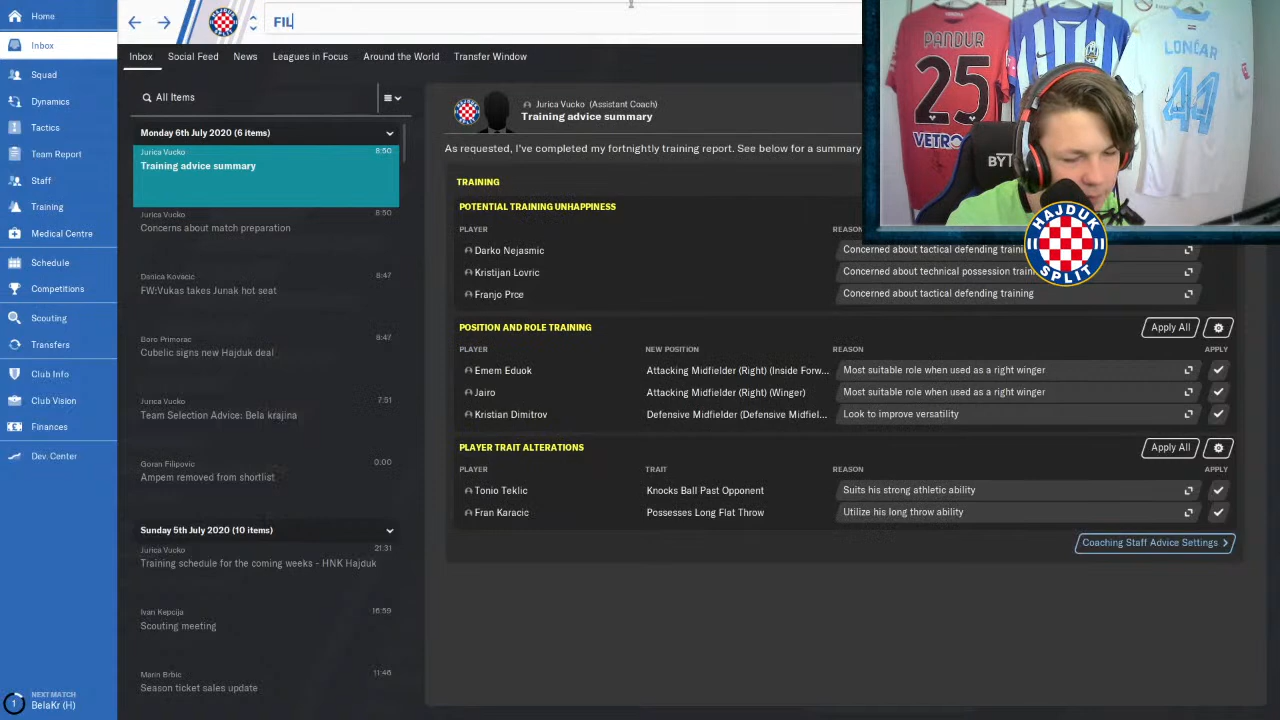 Home
Inbox
Squad
Dynamics
Tactics
Team Report
Staff
Training
Medical Centre
Schedule
Competitions
Scouting
Transfers
Club Info
Club Vision
Finances
Dev. Center
1
NEXT MATCH
BelaKr (H)
FIL
Inbox Social Feed News Leagues in Focus Around the World Transfer Window
All Items
Monday 6th July 2020 (6 items)
Jurica Vucko 8:50
Training advice summary
Jurica Vucko 8:50
Concerns about match preparation
Danica Kovacic 8:47
FW:Vukas takes Junak hot seat
Boro Primorac 8:47
Cubelic signs new Hajduk deal
Jurica Vucko 7:51
Team Selection Advice: Bela krajina
Goran Filipovic 0:00
Ampem removed from shortlist
Sunday 5th July 2020 (10 items)
Jurica Vucko 21:31
Training schedule for the coming weeks - HNK Hajduk
Ivan Kepcija 16:59
Scouting meeting
Marin Brbic 11:46
Season ticket sales update
Jurica Vucko (Assistant Coach)
Training advice summary
As requested, I've completed my fortnightly training report. See below for a summary
TRAINING
POTENTIAL TRAINING UNHAPPINESS
PLAYER REASON
Darko Nejasmic Concerned about tactical defending training
Kristijan Lovric Concerned about technical possession train
Franjo Prce Concerned about tactical defending training
POSITION AND ROLE TRAINING Apply All
PLAYER NEW POSITION REASON APPLY
Emem Eduok Attacking Midfielder (Right) (Inside Forw... Most suitable role when used as a right winger
Jairo Attacking Midfielder (Right) (Winger) Most suitable role when used as a right winger
Kristian Dimitrov Defensive Midfielder (Defensive Midfiel... Look to improve versatility
PLAYER TRAIT ALTERATIONS Apply All
PLAYER TRAIT REASON APPLY
Tonio Teklic Knocks Ball Past Opponent Suits his strong athletic ability
Fran Karacic Possesses Long Flat Throw Utilize his long throw ability
Coaching Staff Advice Settings
PANDUR
25
VETRO
LONČAR
44
BYT
HAJDUK
SPLIT